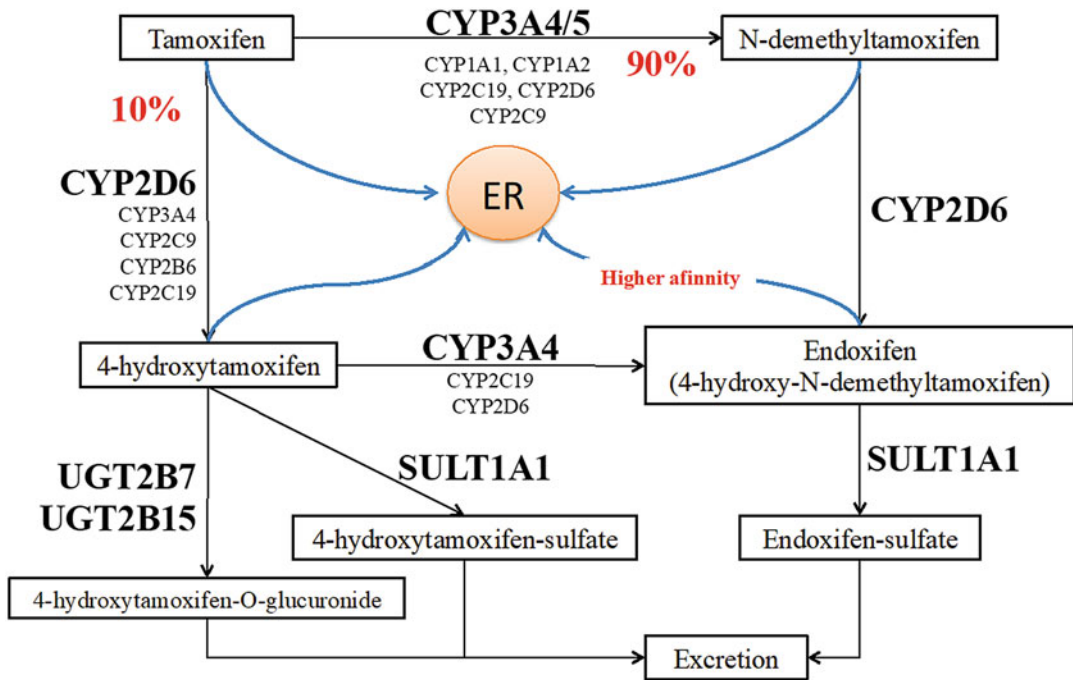 Tamoxifen
CYP3A4/5
N-demethyltamoxifen
CYP1A1, CYP1A2
CYP2C19, CYP2D6
CYP2C9
90%
10%
ER
CYP2D6
CYP3A4
CYP2C9
CYP2B6
CYP2C19
CYP2D6
Higher afinnity
4-hydroxytamoxifen
CYP3A4
CYP2C19
CYP2D6
Endoxifen
(4-hydroxy-N-demethyltamoxifen)
UGT2B7
UGT2B15
SULT1A1
SULT1A1
4-hydroxytamoxifen-sulfate
Endoxifen-sulfate
4-hydroxytamoxifen-O-glucuronide
Excretion